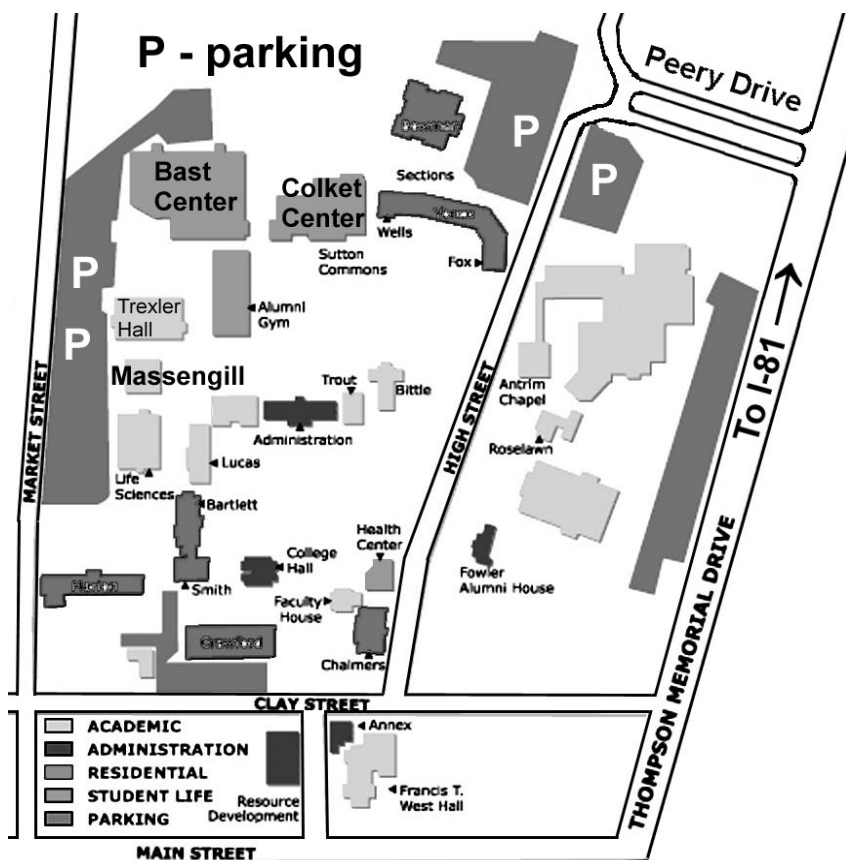 P - parking
Peery Drive
Bast
Center
Colket
Center
Sections
Wells
Fox
Sutton
Commons
P
P
P
P
Trexler
Hall
Alumni
Gym
Massengill
Trout
Bittle
Administration
Lucas
Life
Sciences
Bartlett
Antrim
Chapel
Roselawn
MARKET STREET
HIGH STREET
To I-81
Health
Center
College
Hall
Smith
Faculty
House
Fowler
Alumni House
Crawford
Chalmers
THOMPSON MEMORIAL DRIVE
CLAY STREET
ACADEMIC
ADMINISTRATION
RESIDENTIAL
STUDENT LIFE
PARKING
Resource
Development
Annex
Francis T.
West Hall
MAIN STREET